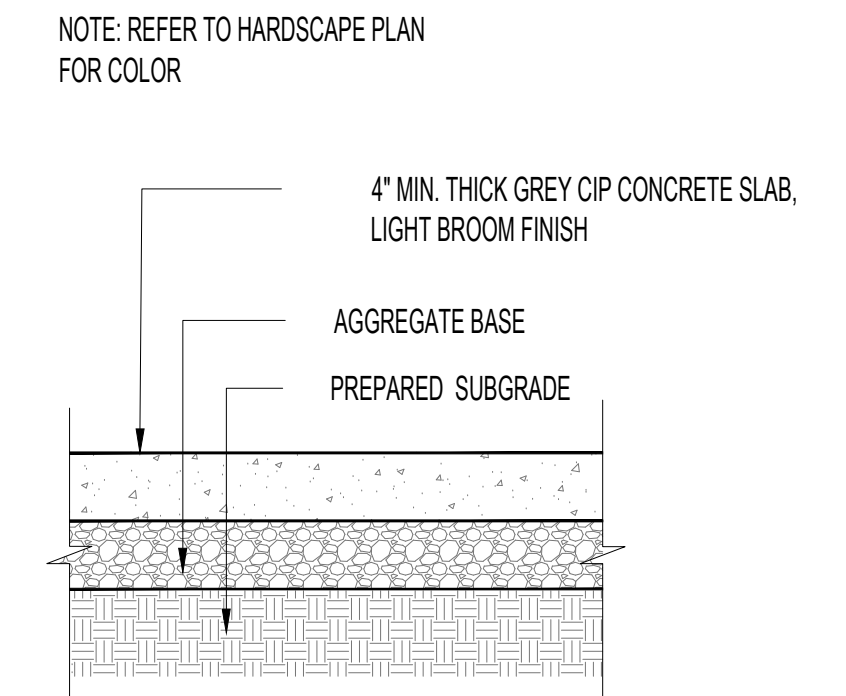 NOTE: REFER TO HARDSCAPE PLAN
FOR COLOR
4" MIN. THICK GREY CIP CONCRETE SLAB,
LIGHT BROOM FINISH
AGGREGATE BASE
PREPARED SUBGRADE